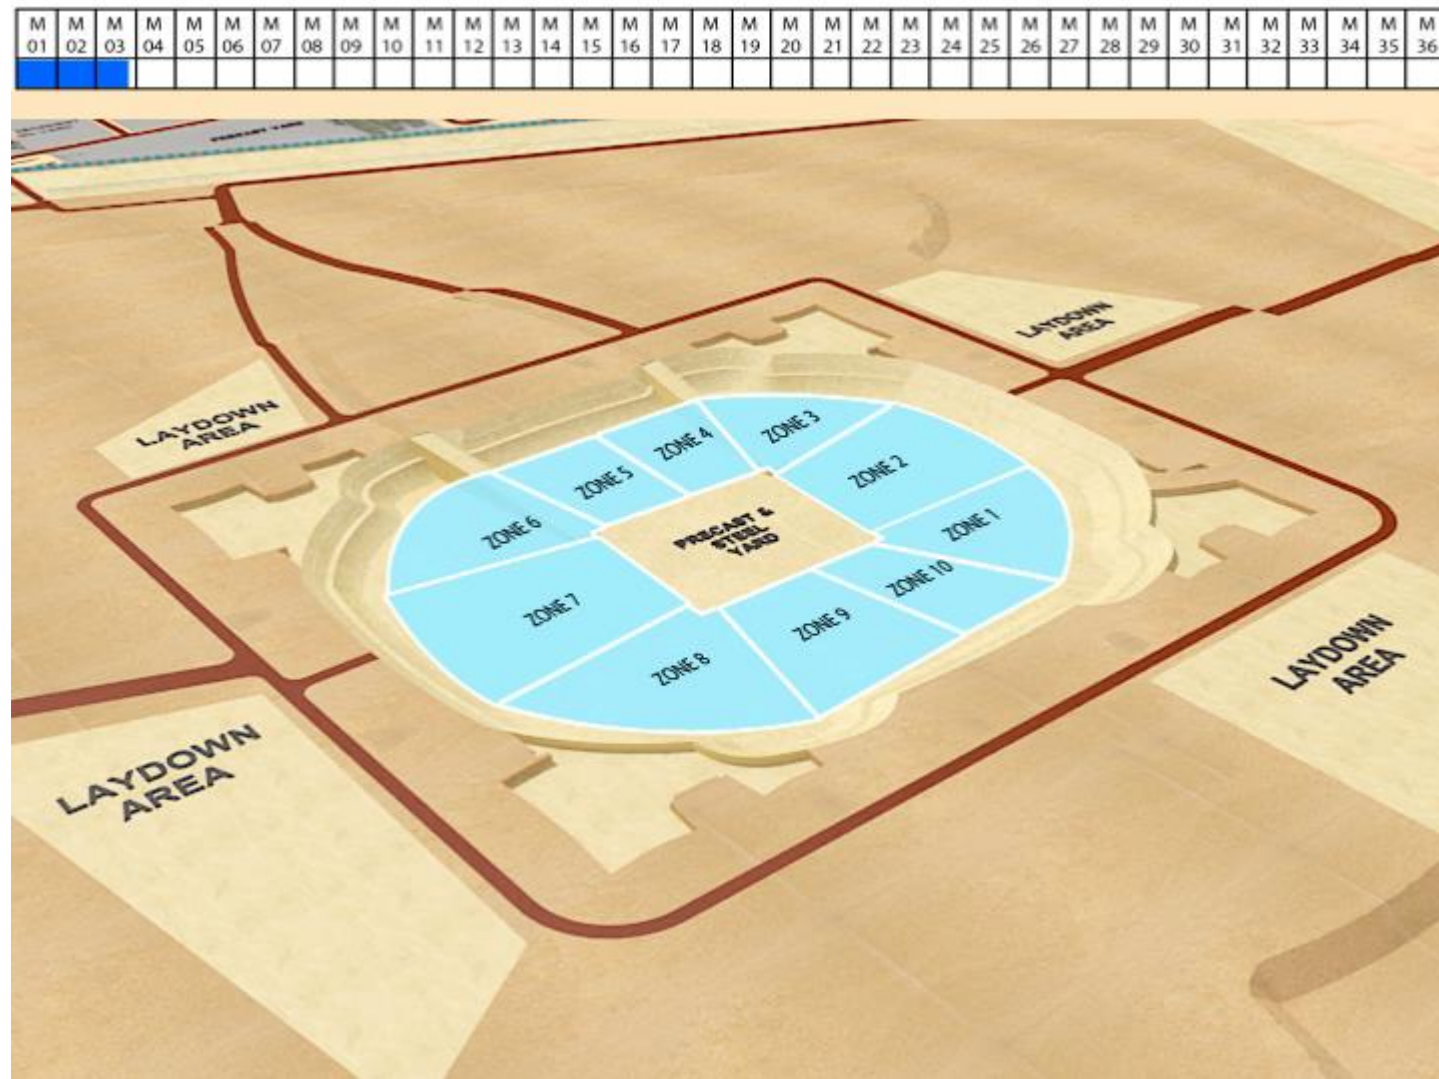 M M M M M M M M M M M M M M M M M M M M M M M M M M M M M M M M M M M M
01 02 03 04 05 06 07 08 09 10 11 12 13 14 15 16 17 18 19 20 21 22 23 24 25 26 27 28 29 30 31 32 33 34 35 36
PRECAST YARD
LAYDOWN
AREA
LAYDOWN
AREA
ZONE 3
ZONE 4
ZONE 2
ZONE 5
ZONE 1
ZONE 6
PRECAST &
STEEL
YARD
ZONE 10
ZONE 7
ZONE 9
ZONE 8
LAYDOWN
AREA
LAYDOWN
AREA